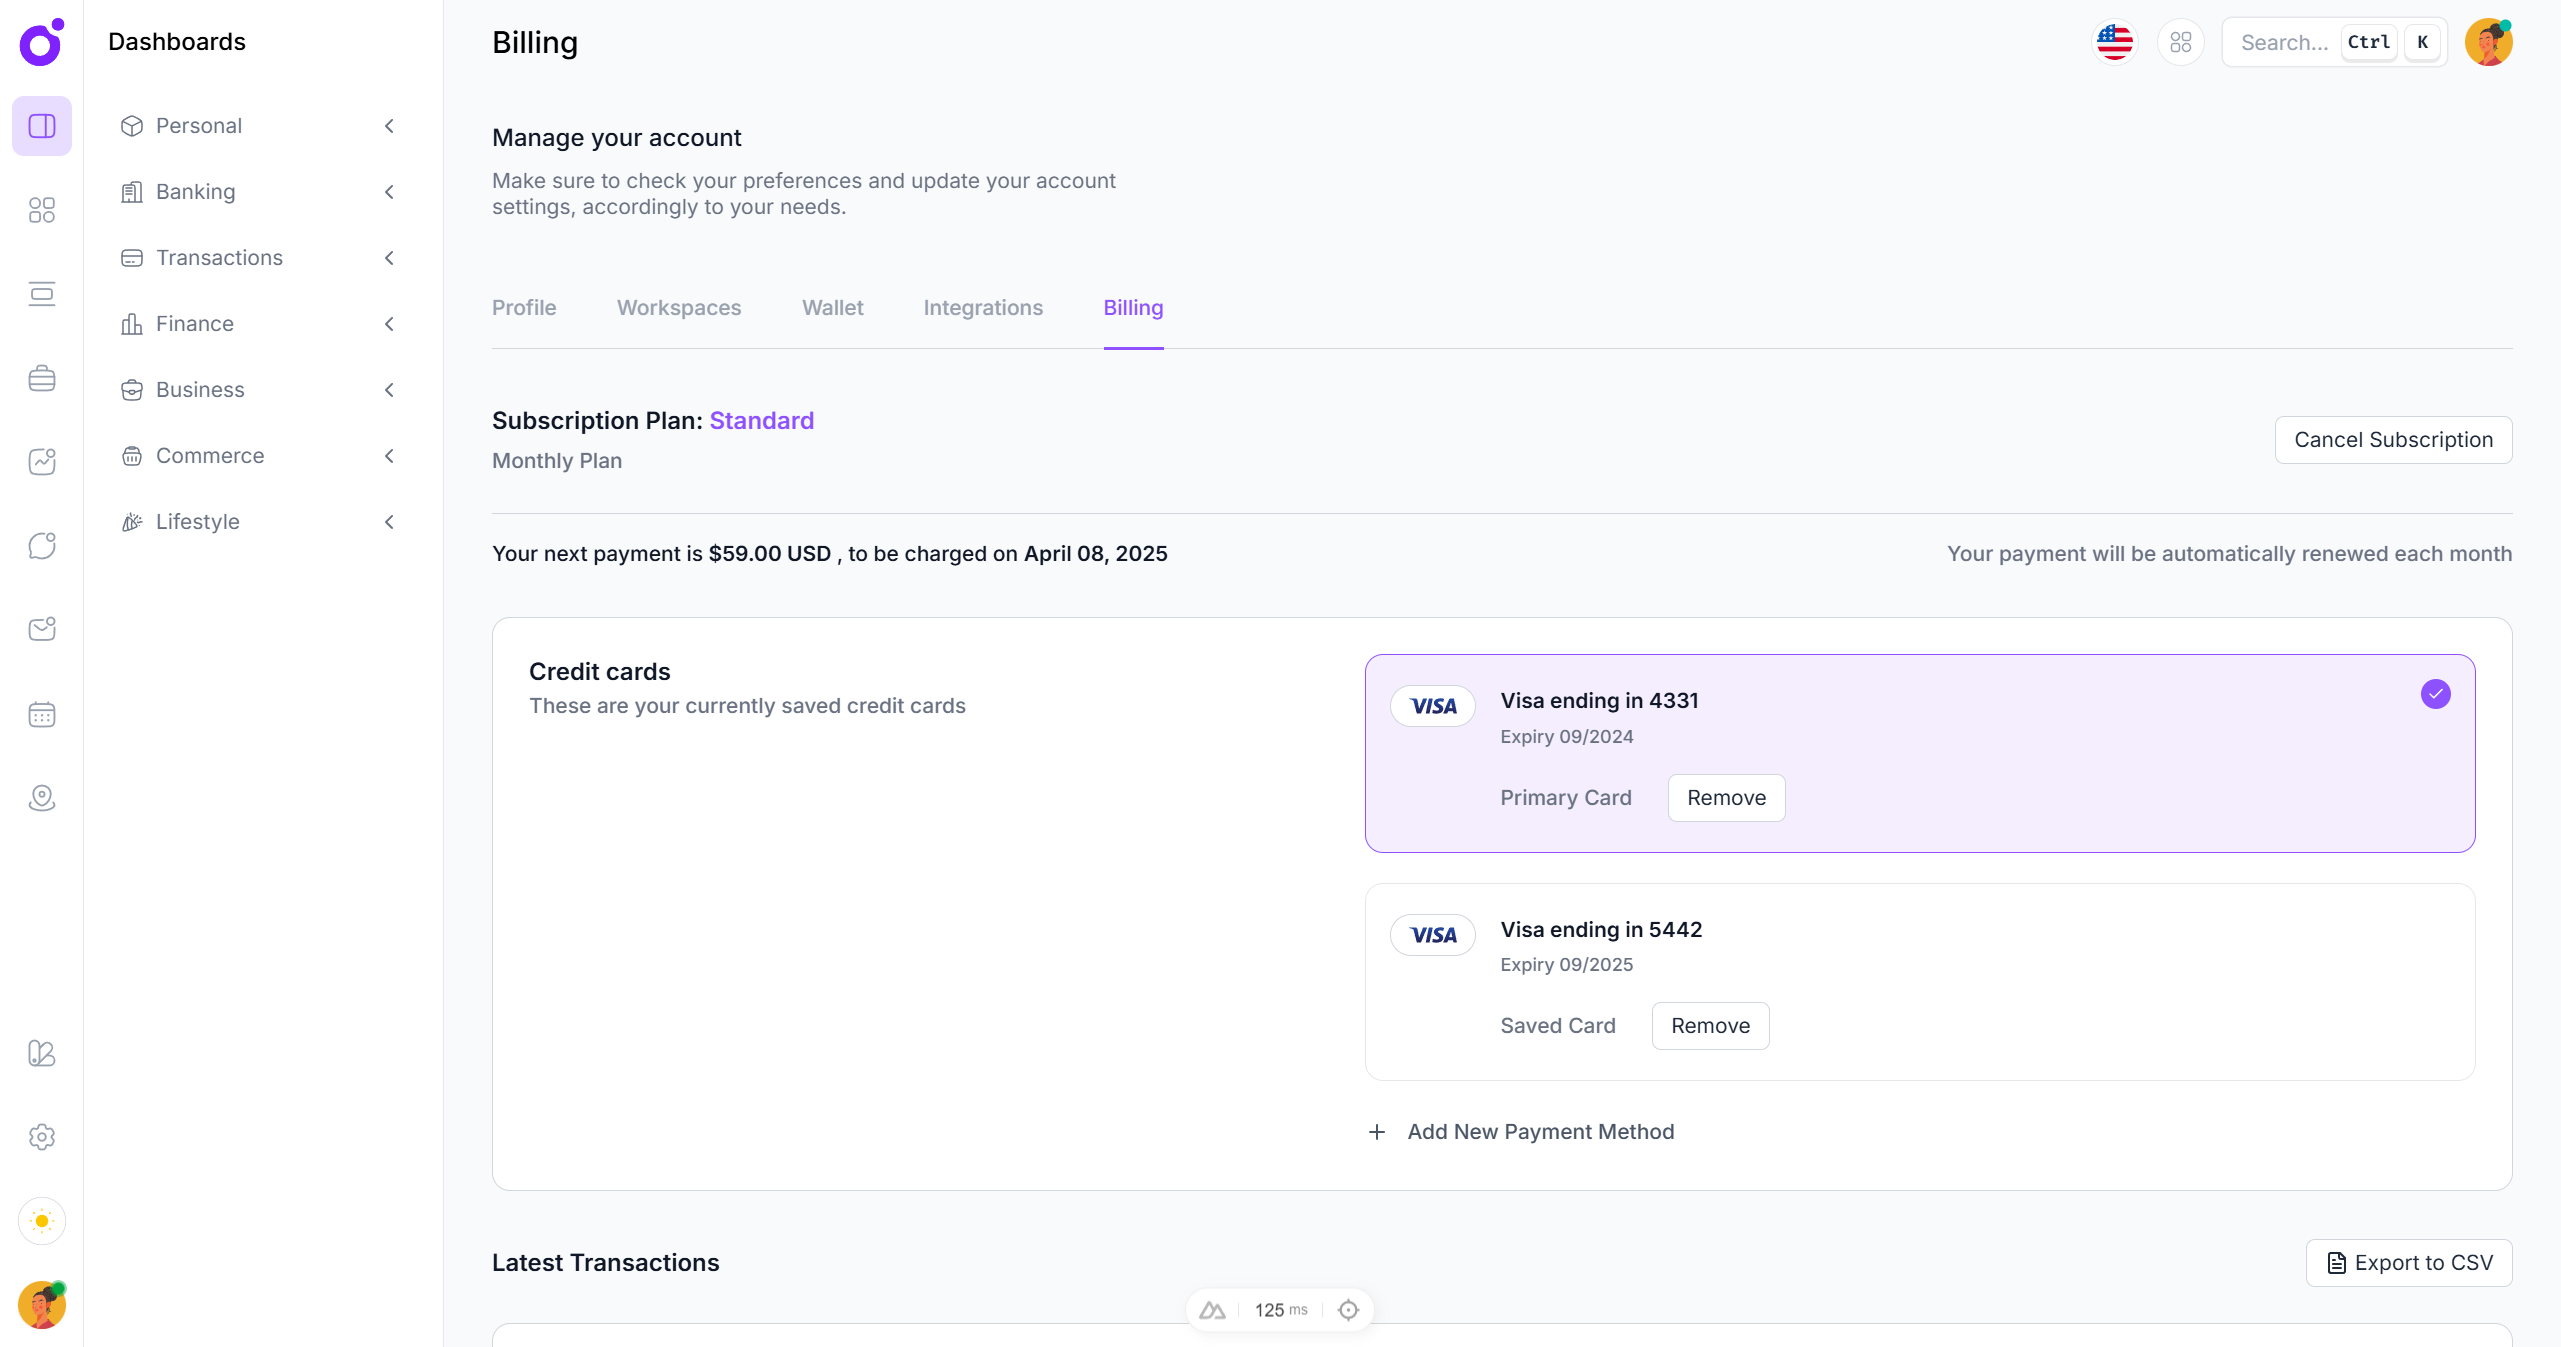 Dashboards
Personal
Banking
Transactions
Finance
Business
Commerce
Lifestyle
Billing
Search...
Ctrl
K
Manage your account
Make sure to check your preferences and update your account
settings, accordingly to your needs.
Profile
Workspaces
Wallet
Integrations
Billing
Subscription Plan: Standard
Monthly Plan
Cancel Subscription
Your next payment is $59.00 USD , to be charged on April 08, 2025
Your payment will be automatically renewed each month
Credit cards
These are your currently saved credit cards
VISA
Visa ending in 4331
Expiry 09/2024
Primary Card
Remove
VISA
Visa ending in 5442
Expiry 09/2025
Saved Card
Remove
Add New Payment Method
Latest Transactions
Export to CSV
125 ms